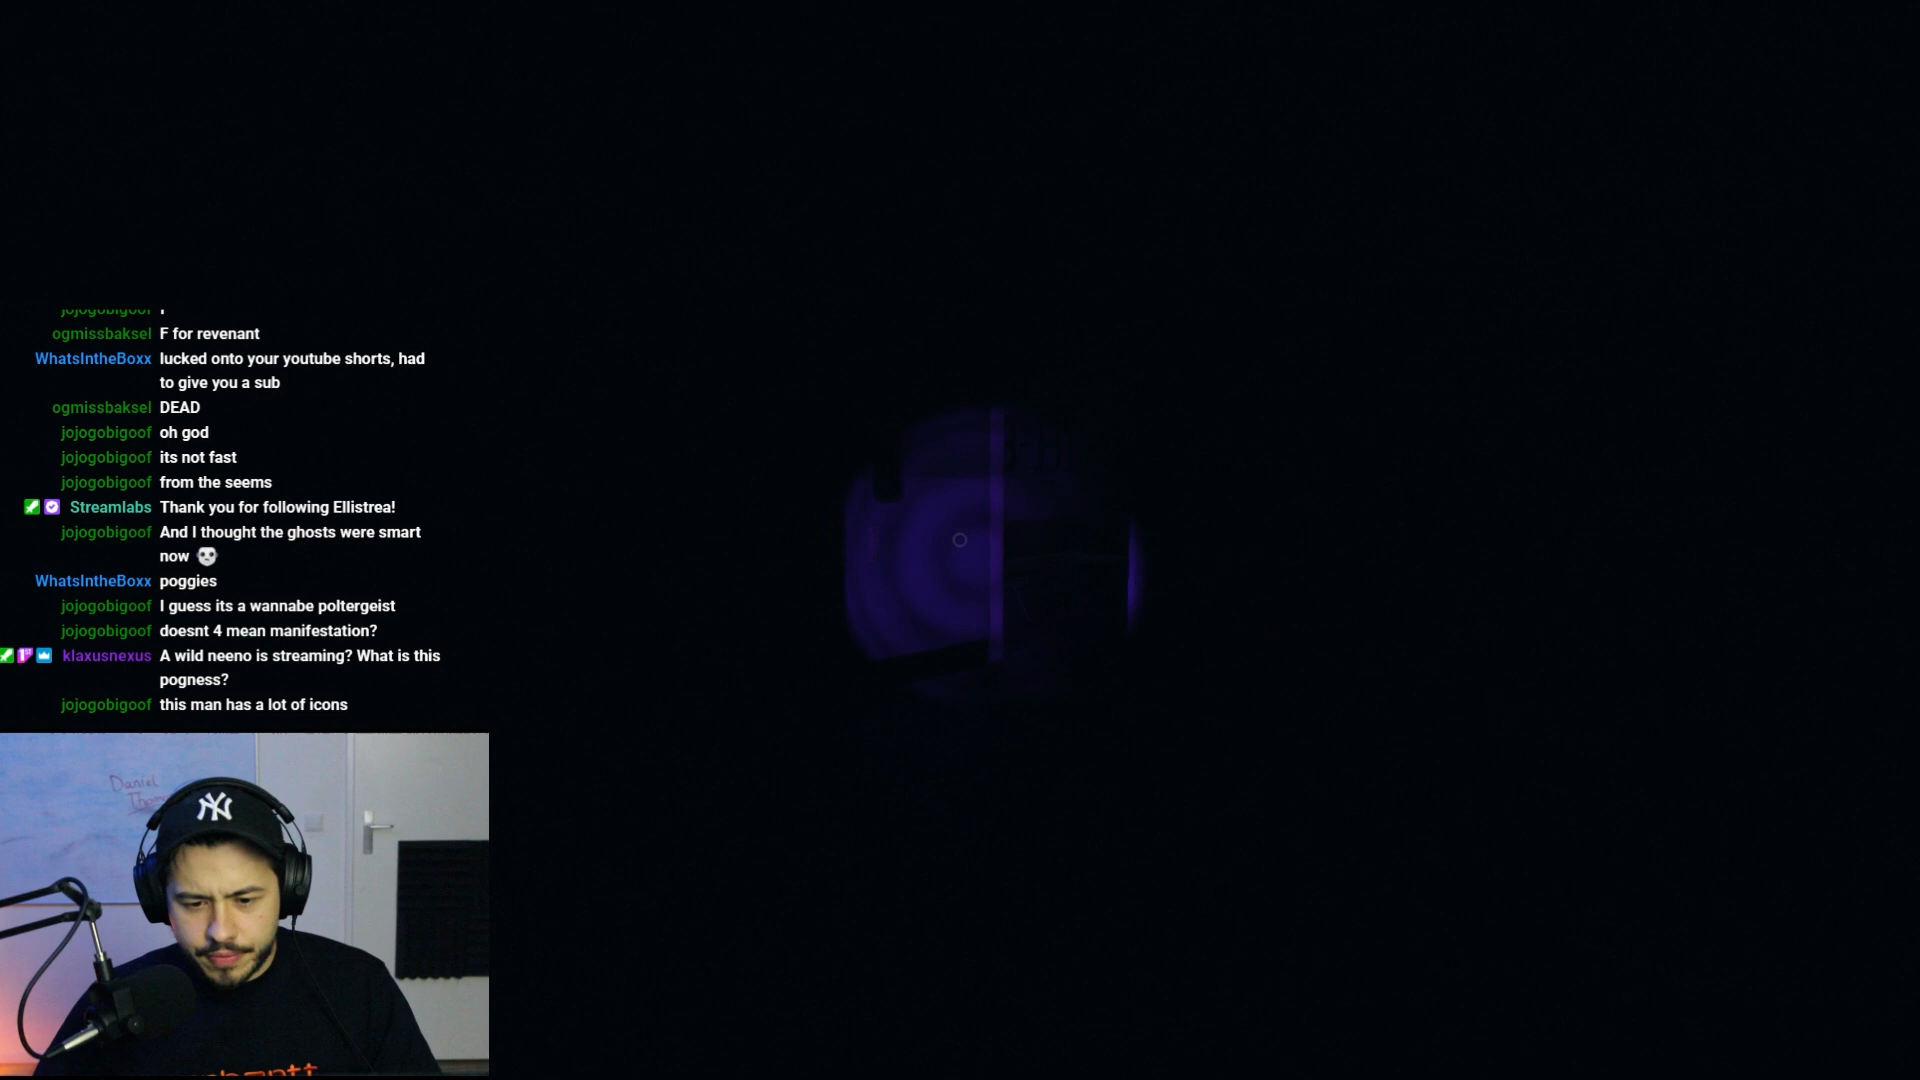 ogmissbaksel F for revenant
WhatsIntheBoxx lucked onto your youtube shorts, had
to give you a sub
ogmissbaksel DEAD
jojogobigoof oh god
jojogobigoof its not fast
jojogobigoof from the seems
Streamlabs Thank you for following Ellistrea!
jojogobigoof And I thought the ghosts were smart
now
WhatsIntheBoxx poggies
jojogobigoof I guess its a wannabe poltergeist
jojogobigoof doesnt 4 mean manifestation?
klaxusnexus A wild neeno is streaming? What is this
pogness?
jojogobigoof this man has a lot of icons
Daniel
NY